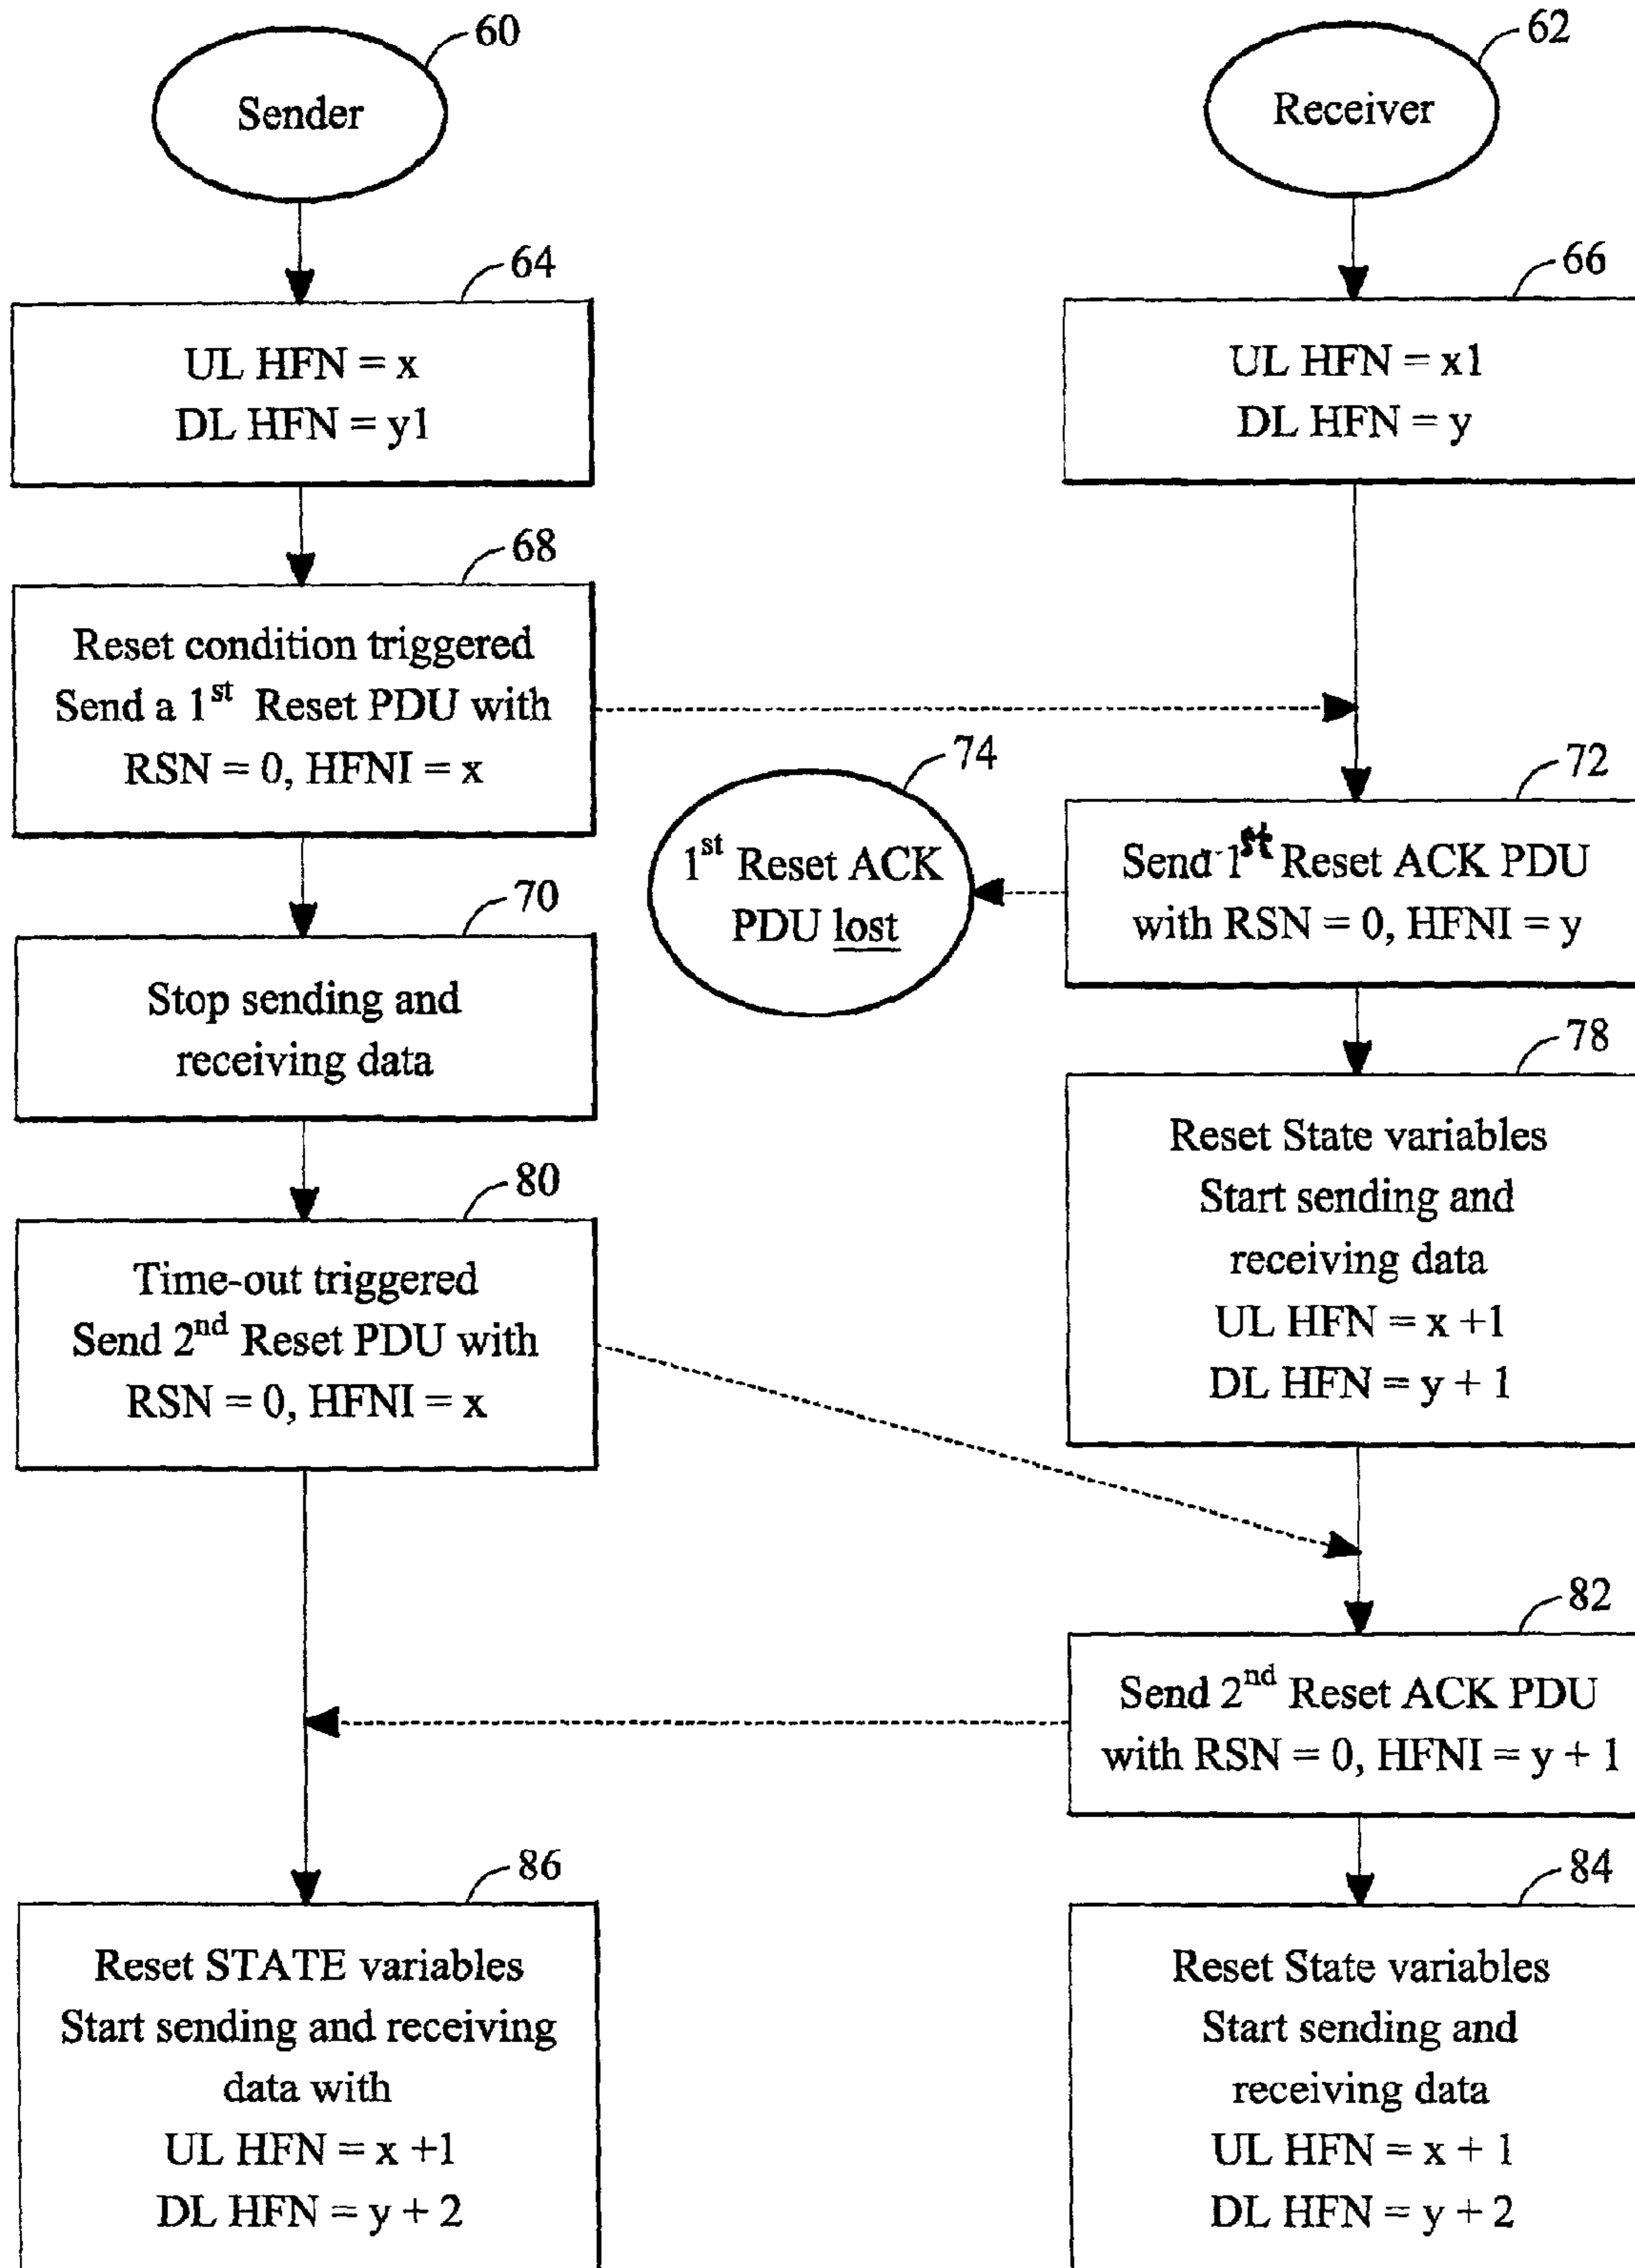 60
Sender
62
Receiver
64
UL HFN = x
DL HFN = y1
66
UL HFN = x1
DL HFN = y
68
Reset condition triggered
Send a 1st Reset PDU with
RSN = 0, HFNI = x
74
1st Reset ACK
PDU lost
72
Send 1st Reset ACK PDU
with RSN = 0, HFNI = y
70
Stop sending and
receiving data
78
Reset State variables
Start sending and
receiving data
UL HFN = x +1
DL HFN = y + 1
80
Time-out triggered
Send 2nd Reset PDU with
RSN = 0, HFNI = x
82
Send 2nd Reset ACK PDU
with RSN = 0, HFNI = y + 1
86
Reset STATE variables
Start sending and receiving
data with
UL HFN = x +1
DL HFN = y + 2
84
Reset State variables
Start sending and
receiving data
UL HFN = x + 1
DL HFN = y + 2